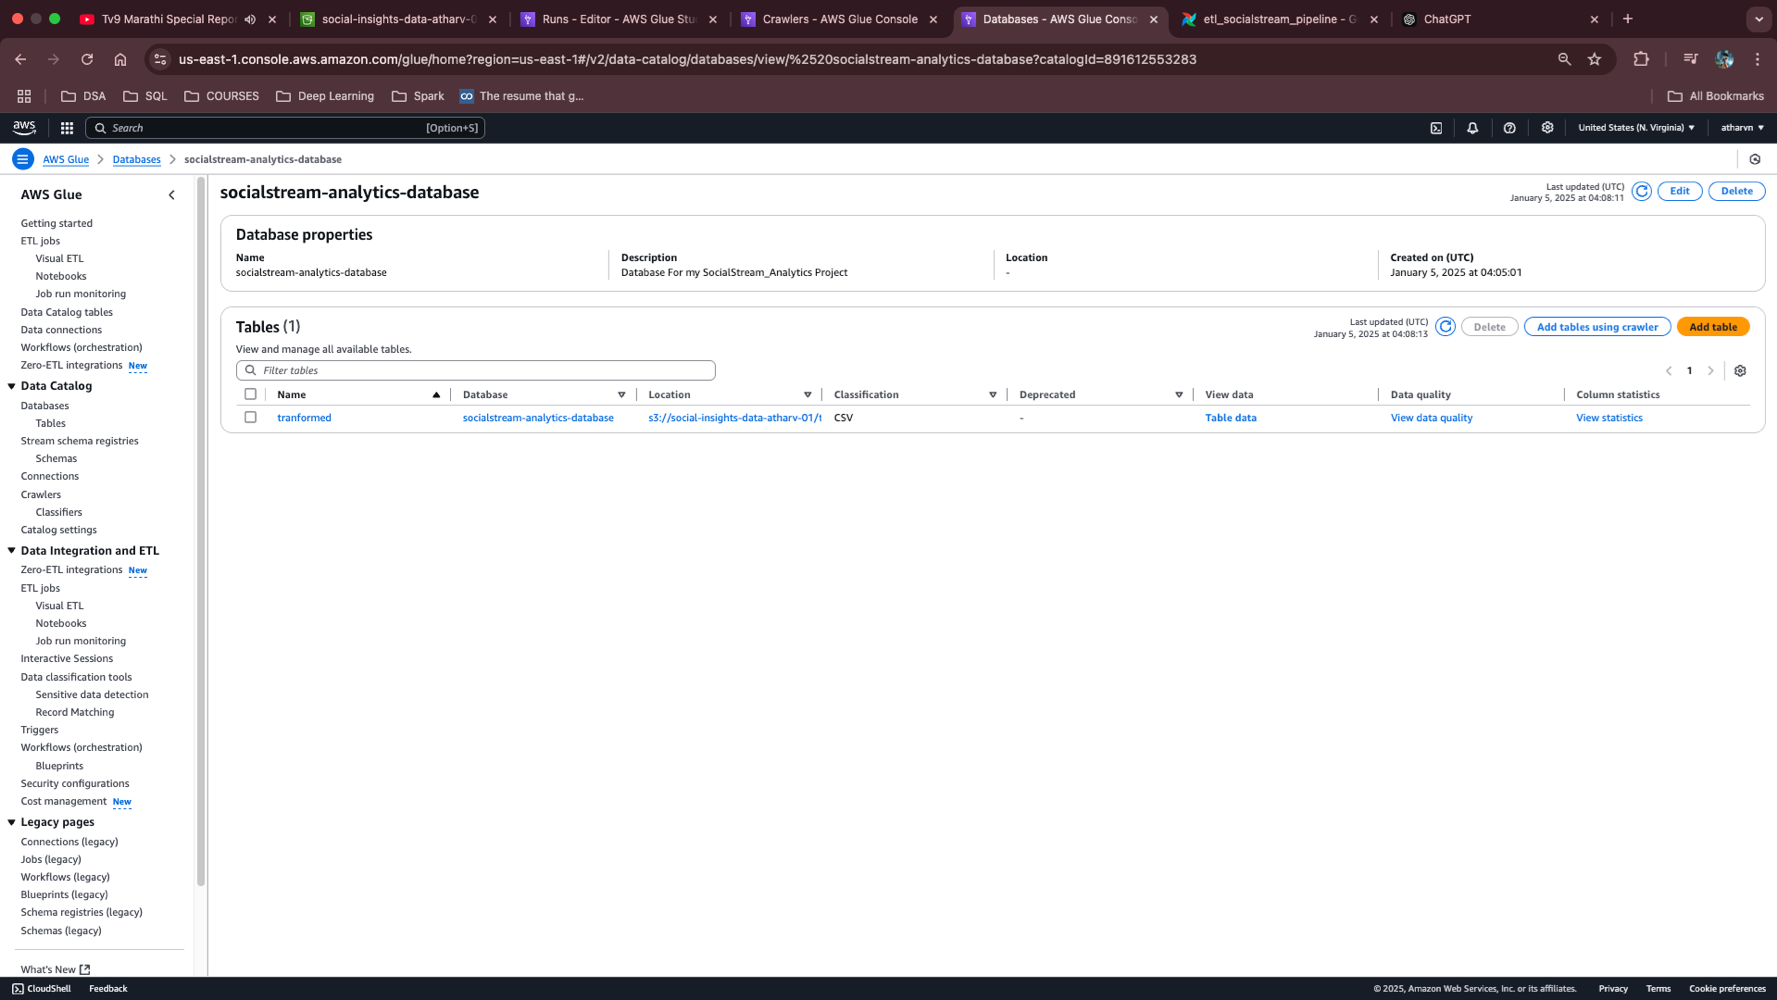 Tv9 Marathi Special Repor
social-insights-data-atharv-0
Runs - Editor - AWS Glue Stu
Crawlers - AWS Glue Console
Databases - AWS Glue Conso
etl_socialstream_pipeline - G
ChatGPT
us-east-1.console.aws.amazon.com/glue/home?region=us-east-1#/v2/data-catalog/databases/view/%2520socialstream-analytics-database?catalogId=891612553283
DSA
SQL
COURSES
Deep Learning
Spark
The resume that g...
All Bookmarks
aws
Search
[Option+S]
United States (N. Virginia)
atharvn
AWS Glue
Databases
socialstream-analytics-database
AWS Glue
Getting started
ETL jobs
Visual ETL
Notebooks
Job run monitoring
Data Catalog tables
Data connections
Workflows (orchestration)
Zero-ETL integrations New
Data Catalog
Databases
Tables
Stream schema registries
Schemas
Connections
Crawlers
Classifiers
Catalog settings
Data Integration and ETL
Zero-ETL integrations New
ETL jobs
Visual ETL
Notebooks
Job run monitoring
Interactive Sessions
Data classification tools
Sensitive data detection
Record Matching
Triggers
Workflows (orchestration)
Blueprints
Security configurations
Cost management New
Legacy pages
Connections (legacy)
Jobs (legacy)
Workflows (legacy)
Blueprints (legacy)
Schema registries (legacy)
Schemas (legacy)
What's New
socialstream-analytics-database
Last updated (UTC)
January 5, 2025 at 04:08:11
Edit
Delete
Database properties
Name
socialstream-analytics-database
Description
Database For my SocialStream_Analytics Project
Location
-
Created on (UTC)
January 5, 2025 at 04:05:01
Tables (1)
View and manage all available tables.
Last updated (UTC)
January 5, 2025 at 04:08:13
Delete
Add tables using crawler
Add table
Filter tables
1
Name Database Location Classification Deprecated View data Data quality Column statistics
tranformed socialstream-analytics-database s3://social-insights-data-atharv-01/t CSV - Table data View data quality View statistics
CloudShell
Feedback
© 2025, Amazon Web Services, Inc. or its affiliates.
Privacy
Terms
Cookie preferences